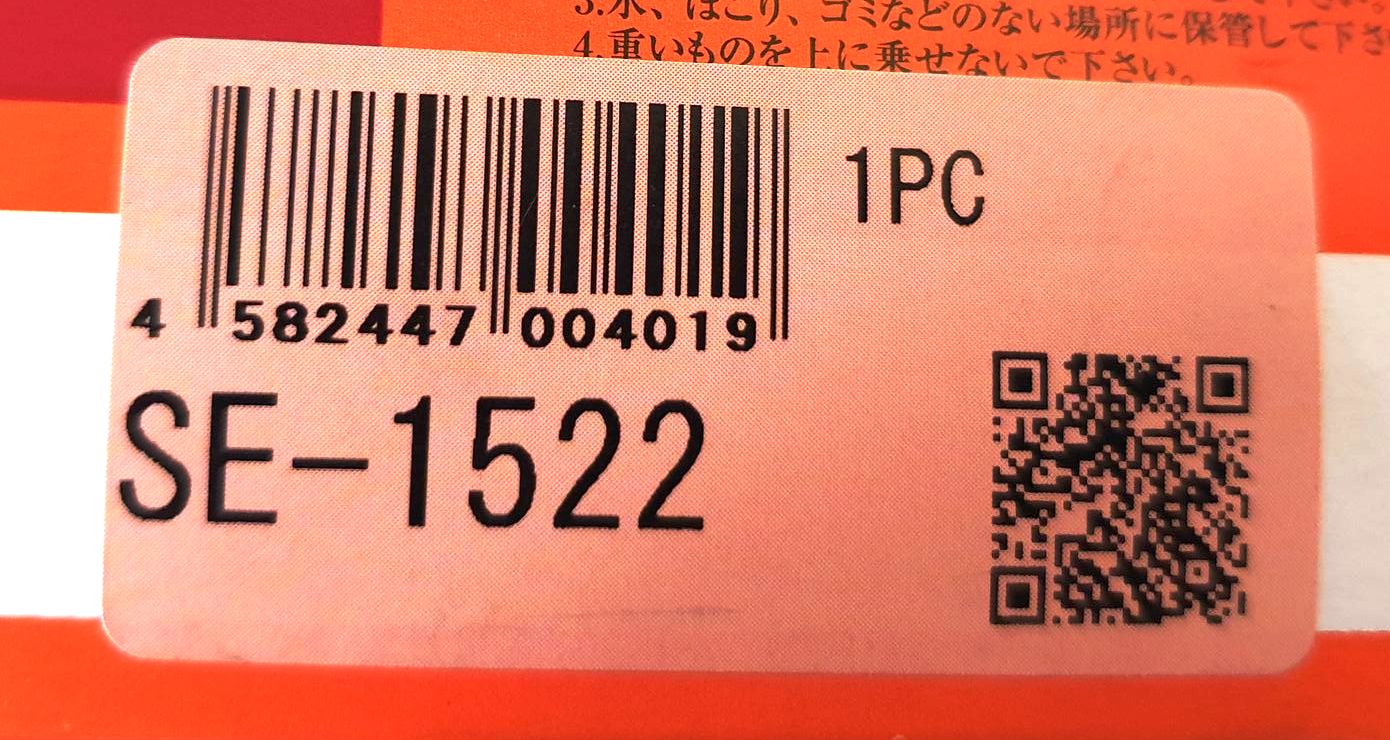 3.水、ほこり、ゴミなどのない場所に保管して下さ
4.重いものを上に乗せないで下さい。
1PC
4 582447 004019
SE-1522